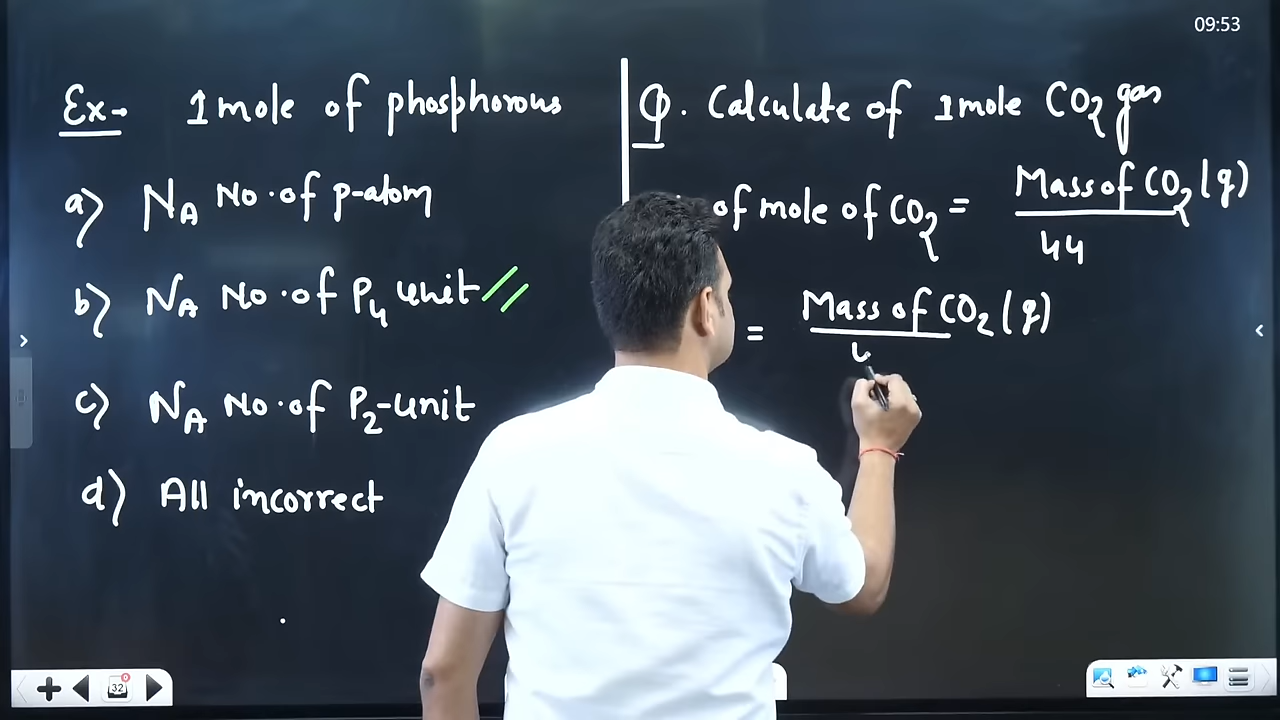 09:53
Ex- 1 mole of phosphorous
a) NA No. of p-atom
b) NA No. of P4 unit
c) NA No. of P2-unit
d) All incorrect
Q. Calculate of 1mole CO2 gas
of mole of CO2 = Mass of CO2 (g)
44
= Mass of CO2 (g)
32